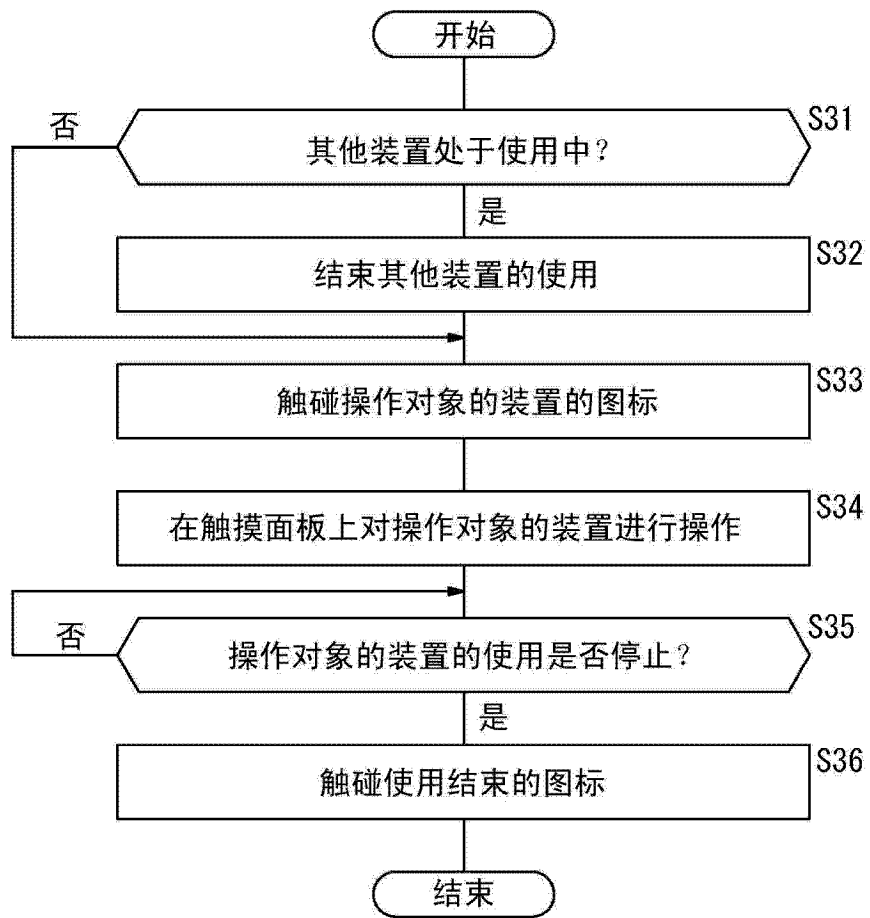 开始
S31
否
其他装置处于使用中？
是
S32
结束其他装置的使用
S33
触碰操作对象的装置的图标
S34
在触摸面板上对操作对象的装置进行操作
S35
否
操作对象的装置的使用是否停止？
是
S36
触碰使用结束的图标
结束